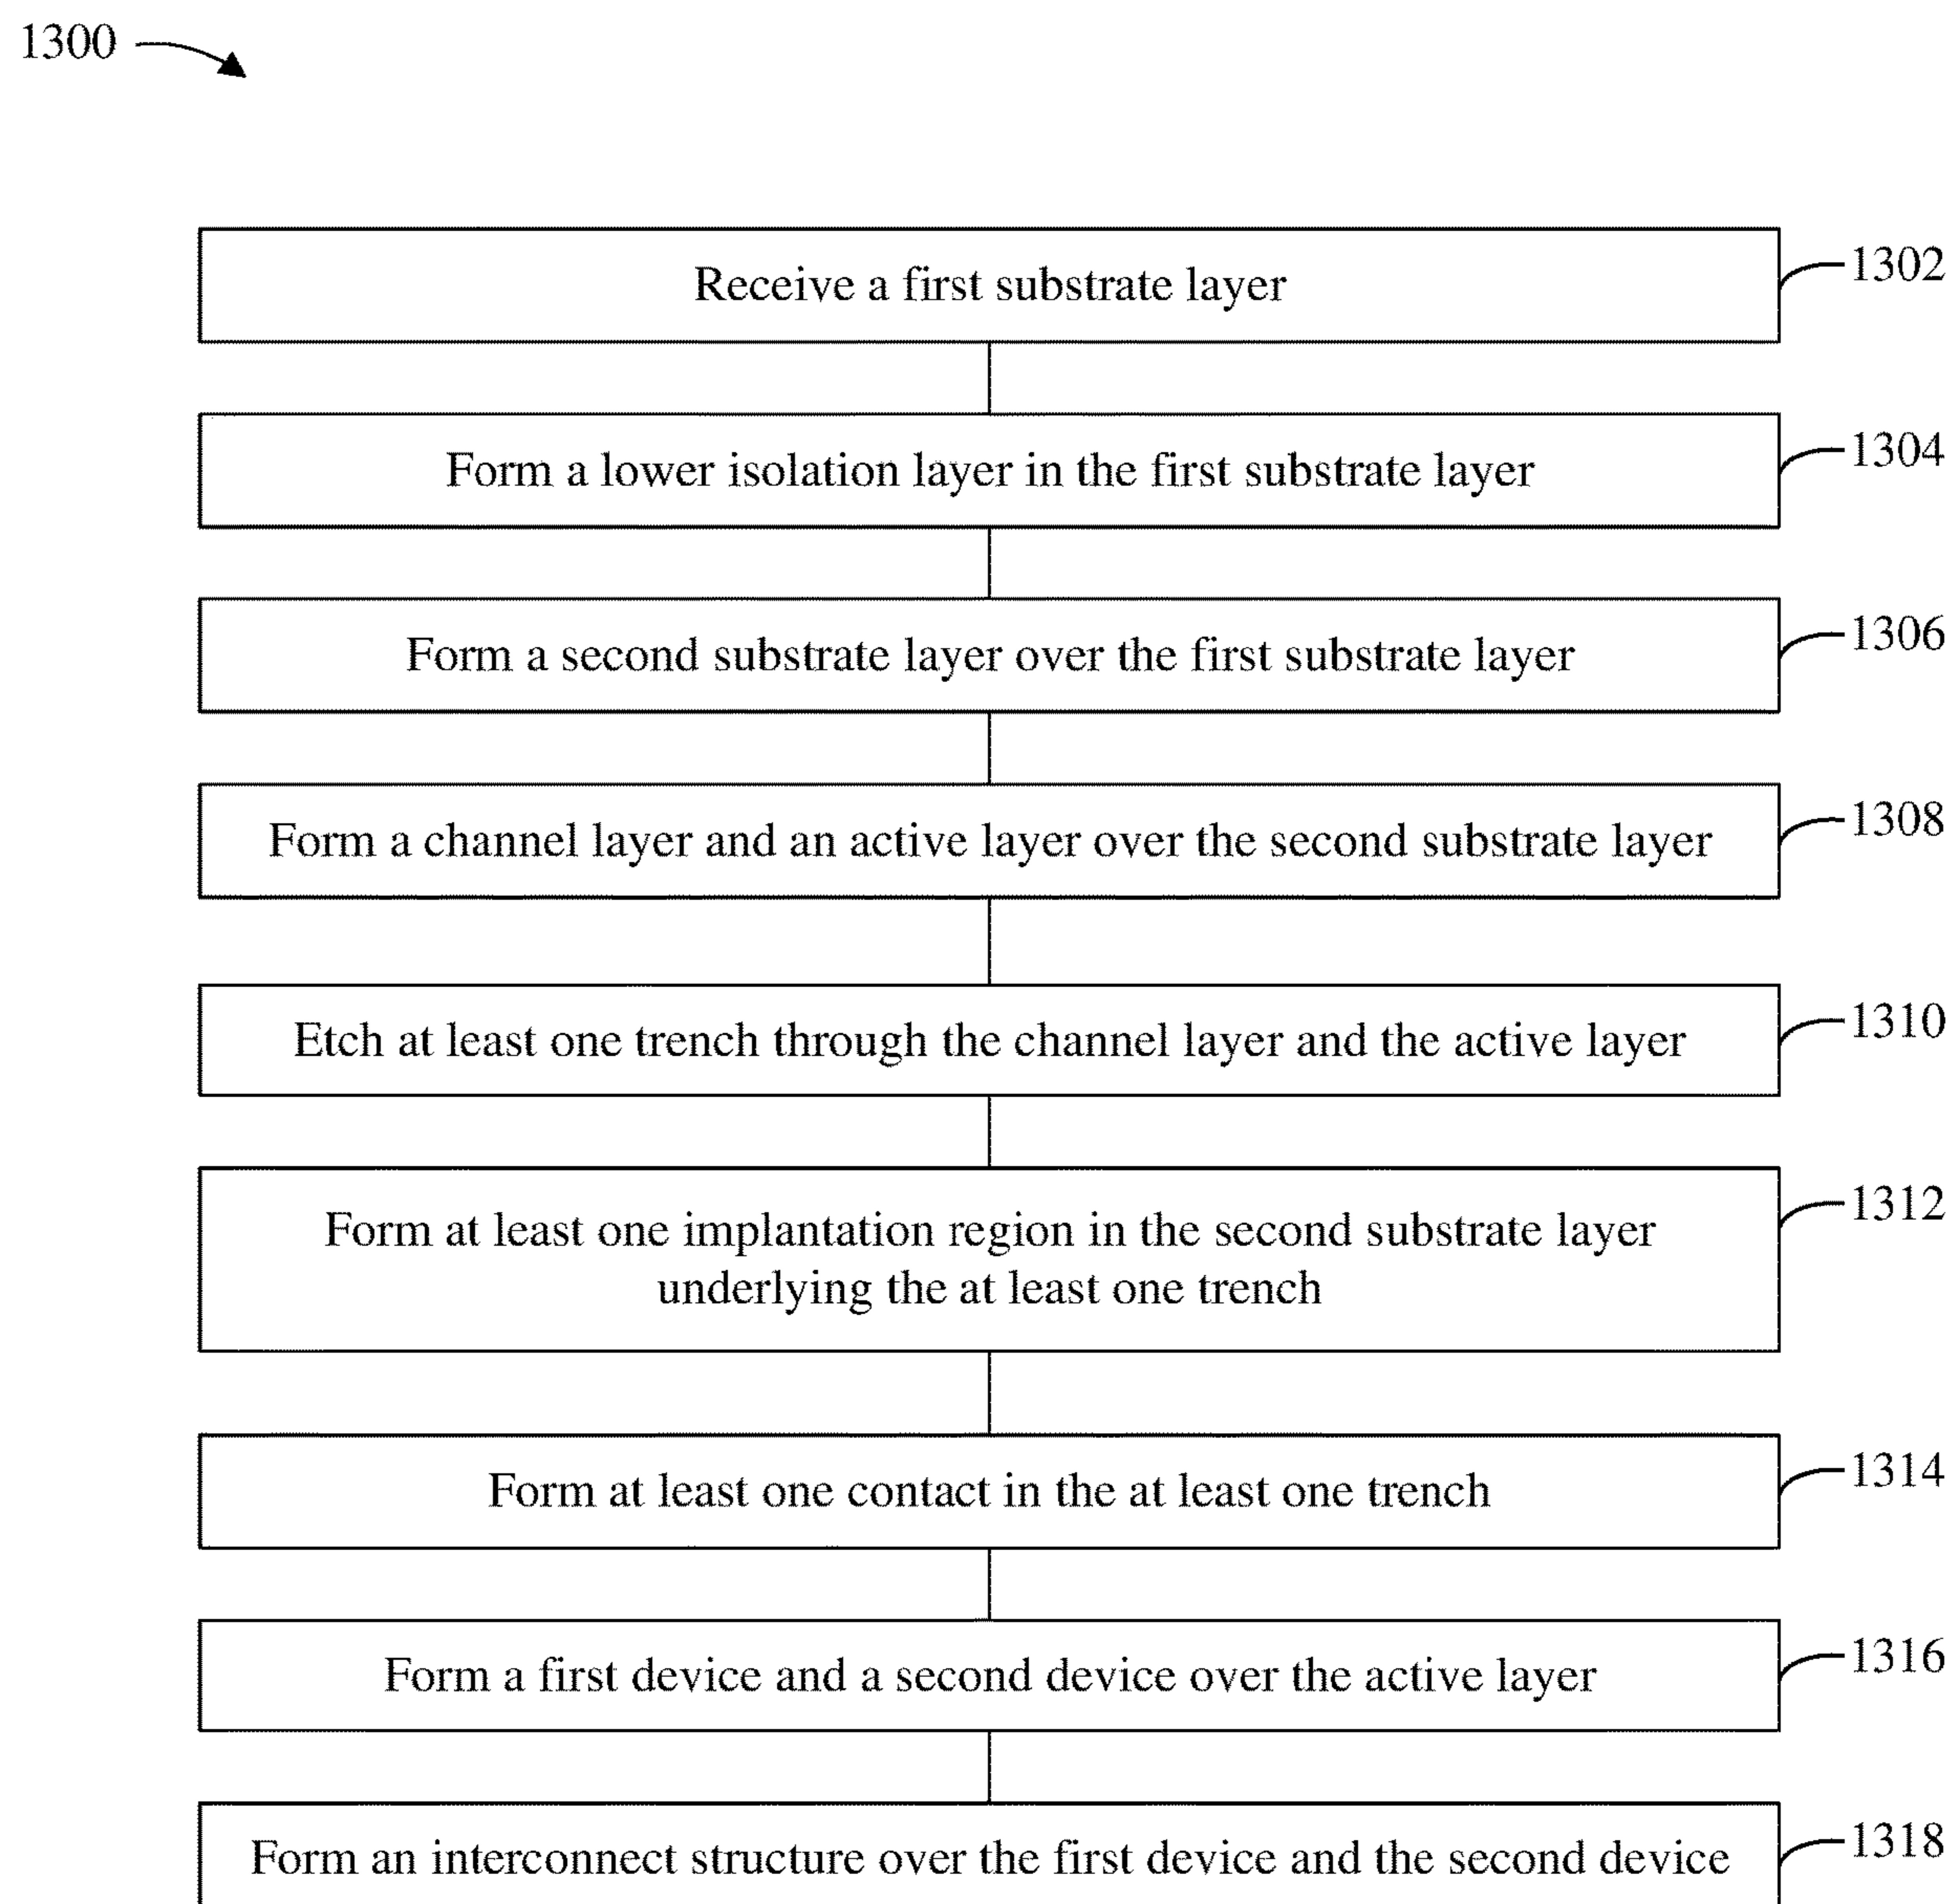 1300
Receive a first substrate layer
1302
Form a lower isolation layer in the first substrate layer
1304
Form a second substrate layer over the first substrate layer
1306
Form a channel layer and an active layer over the second substrate layer
1308
Etch at least one trench through the channel layer and the active layer
1310
Form at least one implantation region in the second substrate layer
underlying the at least one trench
1312
Form at least one contact in the at least one trench
1314
Form a first device and a second device over the active layer
1316
Form an interconnect structure over the first device and the second device
1318